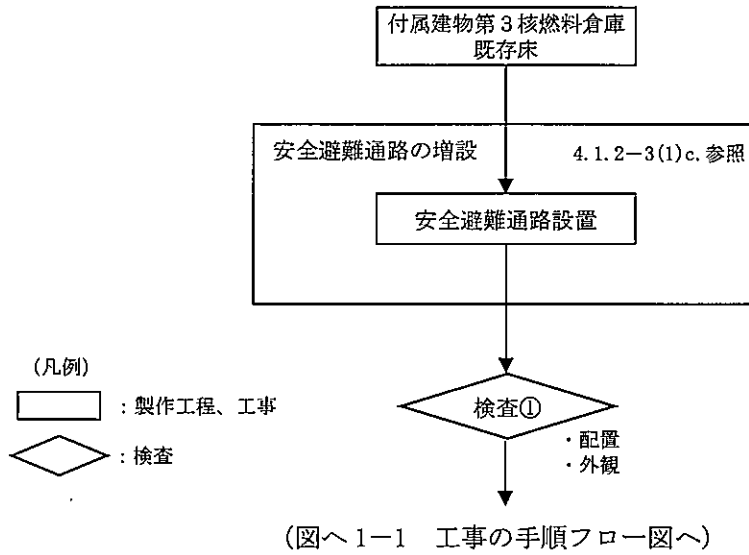 付属建物第3核燃料倉庫
既存床
安全避難通路の増設 4.1.2-3(1)c.参照
安全避難通路設置
検査①
・配置
・外観
(凡例)
:製作工程、工事
:検査
(図へ1-1 工事の手順フロー図へ)